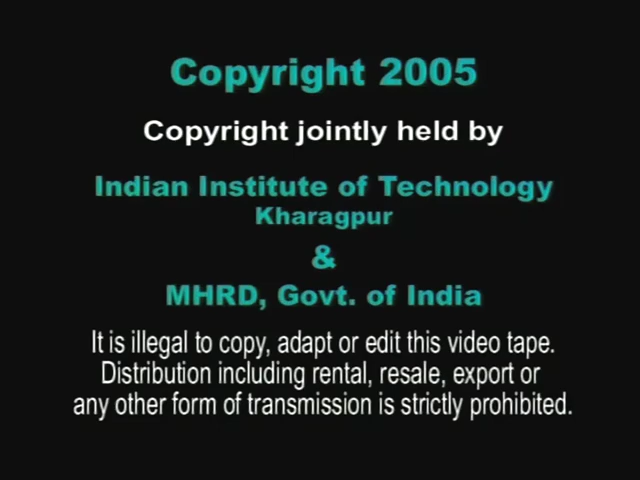 Copyright 2005
Copyright jointly held by
Indian Institute of Technology
Kharagpur
&
MHRD, Govt. of India
It is illegal to copy, adapt or edit this video tape.
Distribution including rental, resale, export or
any other form of transmission is strictly prohibited.